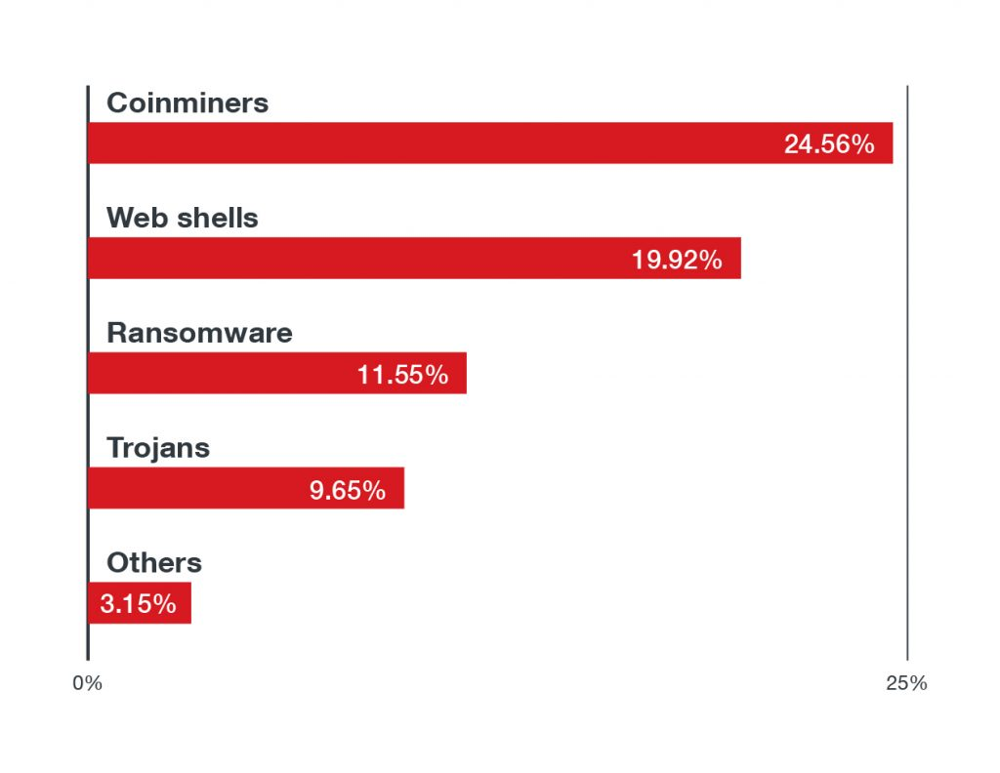 Coinminers
24.56%
Web shells
19.92%
Ransomware
11.55%
Trojans
9.65%
Others
3.15%
0% 25%